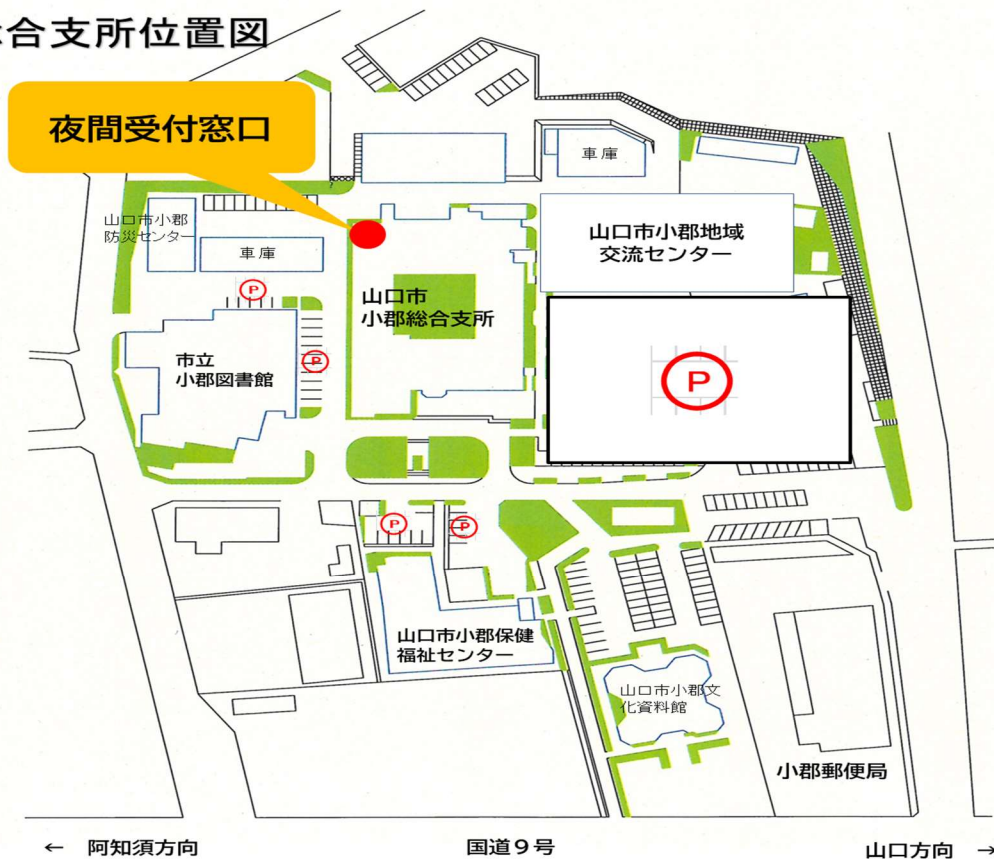 合支所位置図
夜間受付窓口
車庫
山口市小郡
防災センター
車庫
山口市小郡地域
交流センター
P
山口市
小郡総合支所
市立
小郡図書館
P
P
P
P
山口市小郡保健
福祉センター
山口市小郡文
化資料館
小郡郵便局
← 阿知須方向
国道9号
山口方向 →